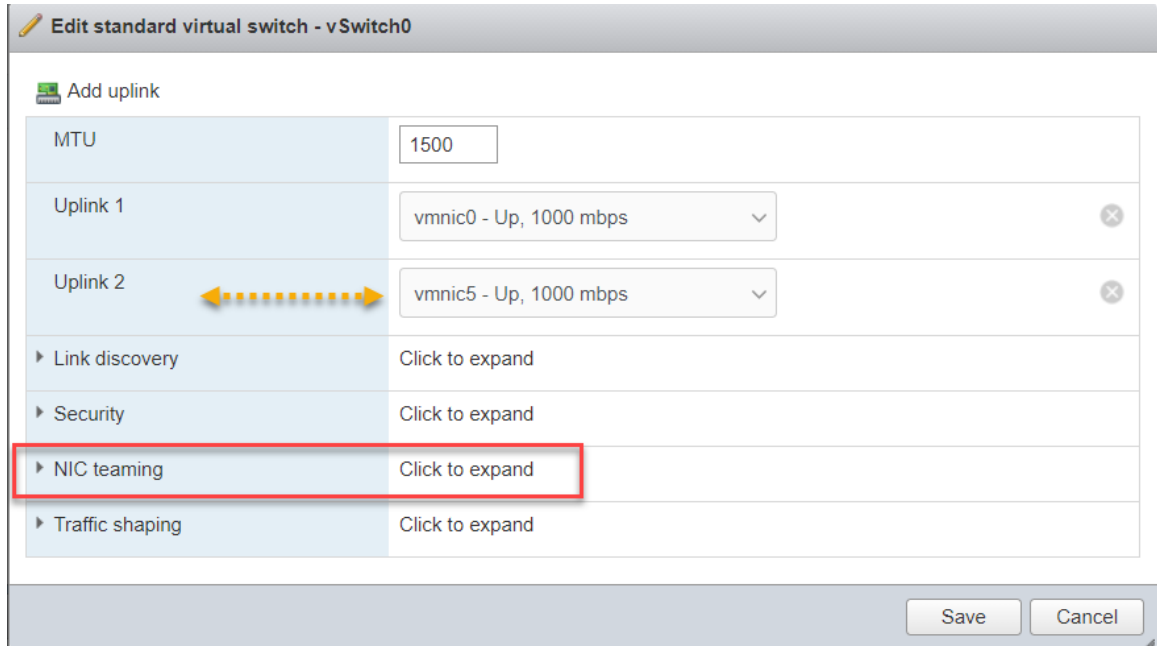 Edit standard virtual switch - vSwitch0
Add uplink
MTU 1500
Uplink 1 vmnic0 - Up, 1000 mbps
Uplink 2 vmnic5 - Up, 1000 mbps
Link discovery Click to expand
Security Click to expand
NIC teaming Click to expand
Traffic shaping Click to expand
Save Cancel